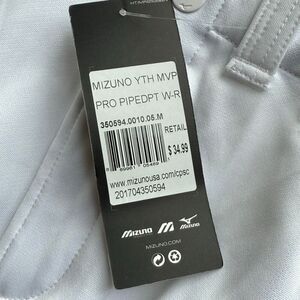 MIZUNO YTH MVP
PRO PIPEDPT W-R
350594.0010.05.M
RETAIL
$ 34.99
www.mizunousa.com/cpsc
201704350594
MIZUNO
MIZUNO
MIZUNO.COM